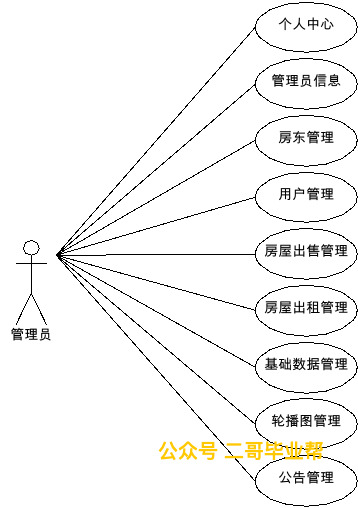 个人中心
管理员信息
房东管理
用户管理
房屋出售管理
房屋出租管理
管理员
基础数据管理
轮播图管理
公众号 二哥毕业帮
公告管理